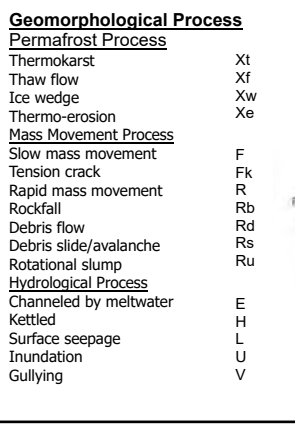 Geomorphological Process
Permafrost Process
Thermokarst Xt
Thaw flow Xf
Ice wedge Xw
Thermo-erosion Xe
Mass Movement Process
Slow mass movement F
Tension crack Fk
Rapid mass movement R
Rockfall Rb
Debris flow Rd
Debris slide/avalanche Rs
Rotational slump Ru
Hydrological Process
Channeled by meltwater E
Kettled H
Surface seepage L
Inundation U
Gullying V